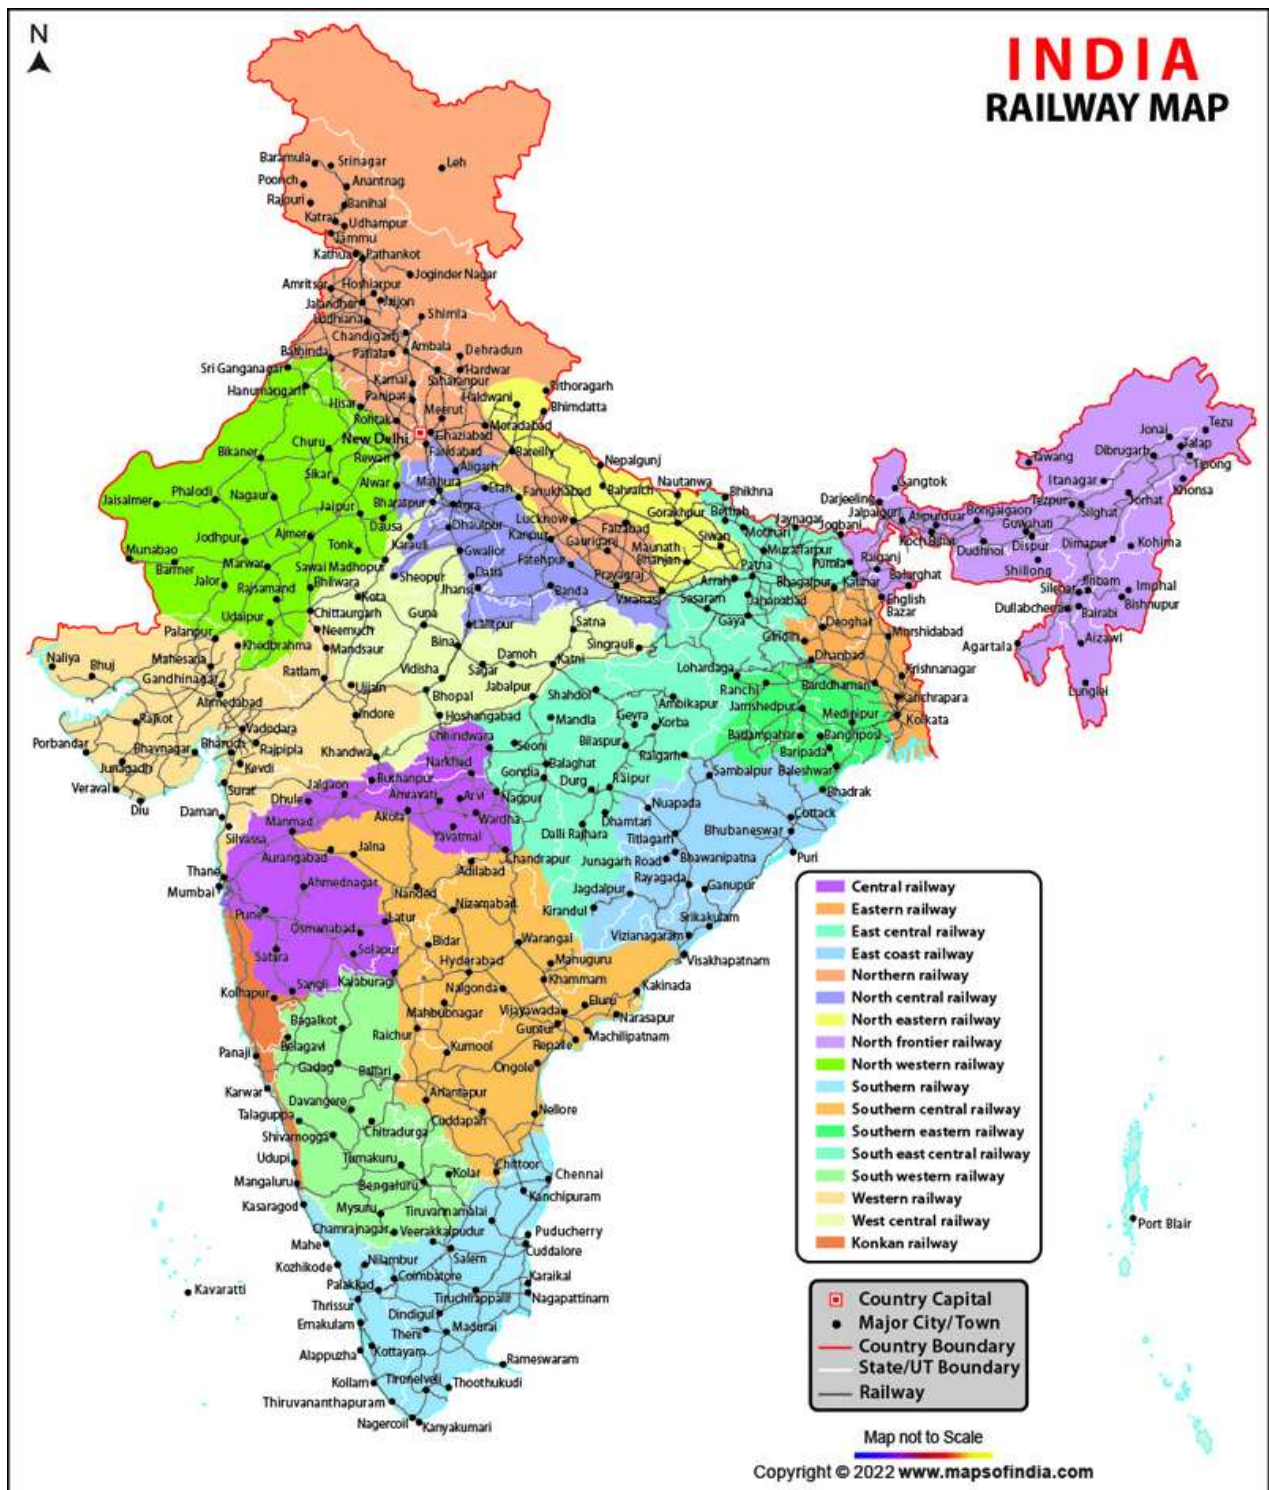 N
INDIA
RAILWAY MAP
Baramula
Srinagar
Leh
Poonch
Anantnag
Rajouri
Banihal
Katra
Udhampur
Jammu
Kathua
Pathankot
Joginder Nagar
Amritsar
Hoshiarpur
Jalandhar
Jaijon
Ludhiana
Shimla
Chandigarh
Ambala
Bathinda
Patiala
Dehradun
Sri Ganganagar
Hardwar
Karnal
Saharanpur
Hanumangarh
Panipat
Haldwani
Pithoragarh
Hisar
Meerut
Bhimdatta
Rohtak
Moradabad
New Delhi
Ghaziabad
Churu
Faridabad
Bareilly
Bikaner
Rewari
Aligarh
Nepalgunj
Sikar
Alwar
Mathura
Etah
Farrukhabad
Bahraich
Nautanwa
Bhikhna
Jaisalmer
Phalodi
Nagaur
Jaipur
Bharatpur
Agra
Gorakhpur
Bettiah
Dausa
Dhaulpur
Lucknow
Faizabad
Siwan
Motihari
Jaynagar
Jogbani
Jodhpur
Ajmer
Tonk
Karauli
Kanpur
Gauriganj
Maunath
Bhanjan
Muzaffarpur
Purnia
Munabao
Barmer
Marwar
Sawai Madhopur
Gwalior
Fatehpur
Patna
Jalor
Bhilwara
Sheopur
Datia
Prayagraj
Arrah
Bhagalpur
Katihar
Rajsamand
Kota
Jhansi
Banda
Varanasi
Sasaram
Jahanabad
Udaipur
Chittaurgarh
Guna
Lalitpur
Satna
Gaya
Deoghar
Palanpur
Neemuch
Bina
Singrauli
Giridih
Khedbrahma
Mandsaur
Damoh
Katni
Dhanbad
Naliya
Bhuj
Mahesana
Vidisha
Sagar
Gandhinagar
Ratlam
Jabalpur
Shahdol
Lohardaga
Ranchi
Barddhaman
Ahmedabad
Ujjain
Bhopal
Ambikapur
Jamshedpur
Medinipur
Rajkot
Indore
Hoshangabad
Mandla
Gevra
Korba
Vadodara
Chhindwara
Porbandar
Bhavnagar
Bharuch
Rajpipla
Khandwa
Seoni
Bilaspur
Badampahar
Banghiposi
Junagadh
Kevdi
Narkhed
Balaghat
Raigarh
Baripada
Gondia
Durg
Raipur
Sambalpur
Baleshwar
Veraval
Surat
Jalgaon
Burhanpur
Diu
Dhule
Amravati
Arvi
Nagpur
Bhadrak
Daman
Manmad
Akola
Wardha
Dhamtari
Nuapada
Cottack
Silvassa
Yavatmal
Dalli Rajhara
Titlagarh
Bhubaneswar
Aurangabad
Jalna
Chandrapur
Junagarh Road
Bhawanipatna
Puri
Thane
Adilabad
Mumbai
Ahmednagar
Nanded
Jagdalpur
Rayagada
Gunupur
Pune
Latur
Nizamabad
Kirandul
Srikakulam
Osmanabad
Bidar
Warangal
Vizianagaram
Satara
Solapur
Hyderabad
Manuguru
Visakhapatnam
Sangli
Kalaburagi
Nalgonda
Khammam
Kolhapur
Eluru
Kakinada
Bagalkot
Mahbubnagar
Vijayawada
Narasapur
Raichur
Guntur
Machilipatnam
Belagavi
Repalle
Panaji
Kurnool
Gadag
Ballari
Ongole
Karwar
Davangere
Anantapur
Talaguppa
Cuddapah
Nellore
Shivamogga
Chitradurga
Udupi
Tumakuru
Chittoor
Kolar
Chennai
Mangaluru
Bengaluru
Kanchipuram
Kasaragod
Mysuru
Tiruvannamalai
Chamrajnagar
Veerakkalpudur
Puducherry
Mahe
Cuddalore
Kozhikode
Nilambur
Salem
Palakkad
Coimbatore
Karaikal
Tiruchirappalli
Nagapattinam
Thrissur
Dindigul
Ernakulam
Theni
Madurai
Alappuzha
Kottayam
Rameswaram
Kollam
Tirunelveli
Thoothukudi
Thiruvananthapuram
Nagercoil
Kanyakumari
Kavaratti
Port Blair
Tezu
Jonai
Talap
Dibrugarh
Tipong
Tawang
Itanagar
Khonsa
Gangtok
Darjeeling
Tezpur
Jorhat
Jalpaiguri
Alipurduar
Bongaigaon
Silghat
Guwahati
Koch Bihar
Dudhnoi
Dispur
Dimapur
Kohima
Raiganj
Shillong
Balurghat
Silchar
Jiribam
Imphal
English
Bazar
Dullabcherra
Bairabi
Bishnupur
Murshidabad
Agartala
Aizawl
Krishnanagar
Lunglei
Kanchrapara
Kolkata
Central railway
Eastern railway
East central railway
East coast railway
Northern railway
North central railway
North eastern railway
North frontier railway
North western railway
Southern railway
Southern central railway
Southern eastern railway
South east central railway
South western railway
Western railway
West central railway
Konkan railway
Country Capital
Major City/Town
Country Boundary
State/UT Boundary
Railway
Map not to Scale
Copyright © 2022 www.mapsofindia.com